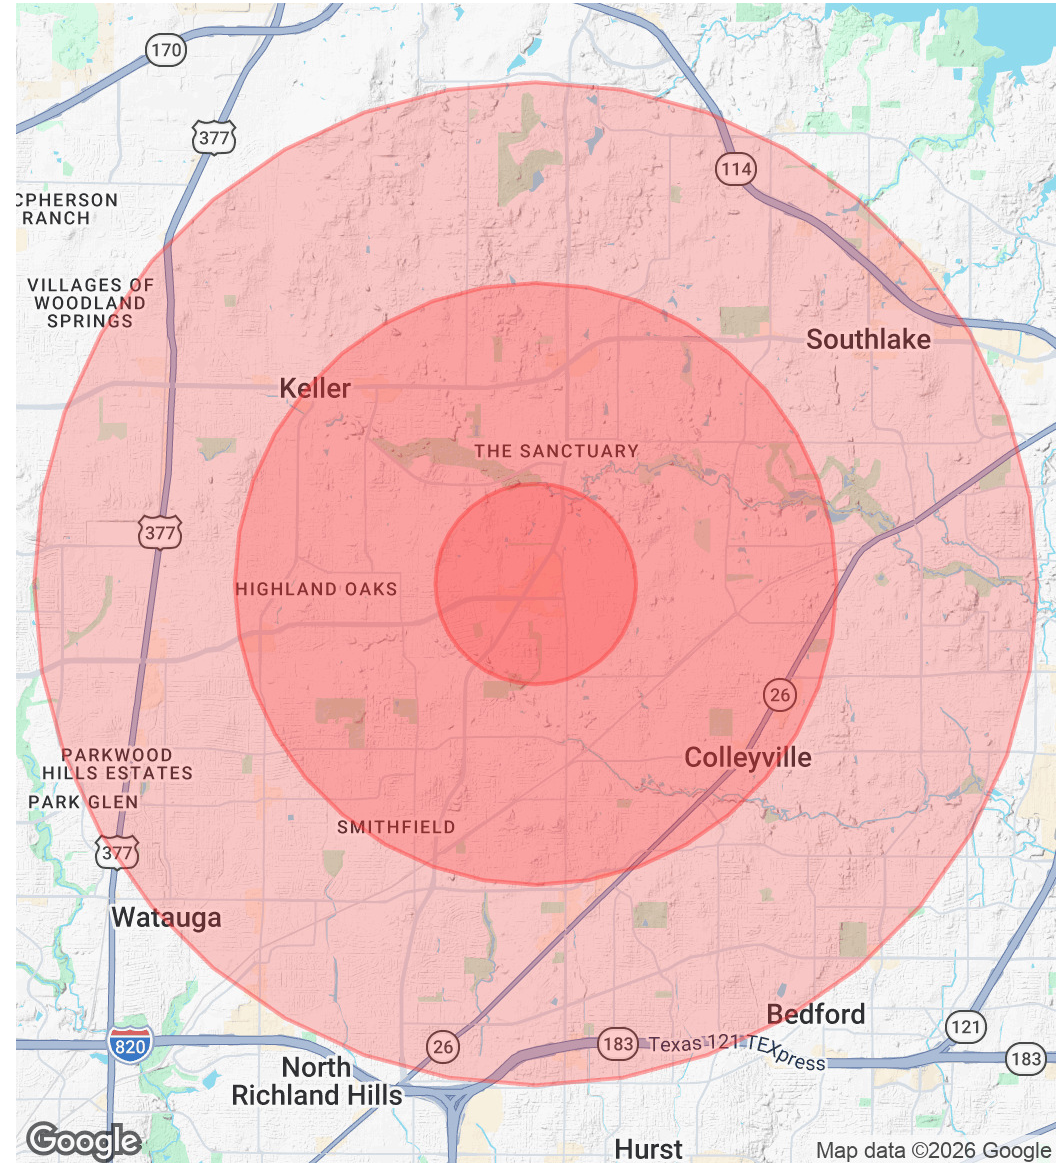 170
377
114
CPHERSON
RANCH
VILLAGES OF
WOODLAND
SPRINGS
Southlake
Keller
THE SANCTUARY
377
HIGHLAND OAKS
26
PARKWOOD
HILLS ESTATES
Colleyville
PARK GLEN
SMITHFIELD
377
Watauga
Bedford
121
820
26
183
Texas 121 TEXpress
183
North
Richland Hills
Google
Hurst
Map data ©2026 Google